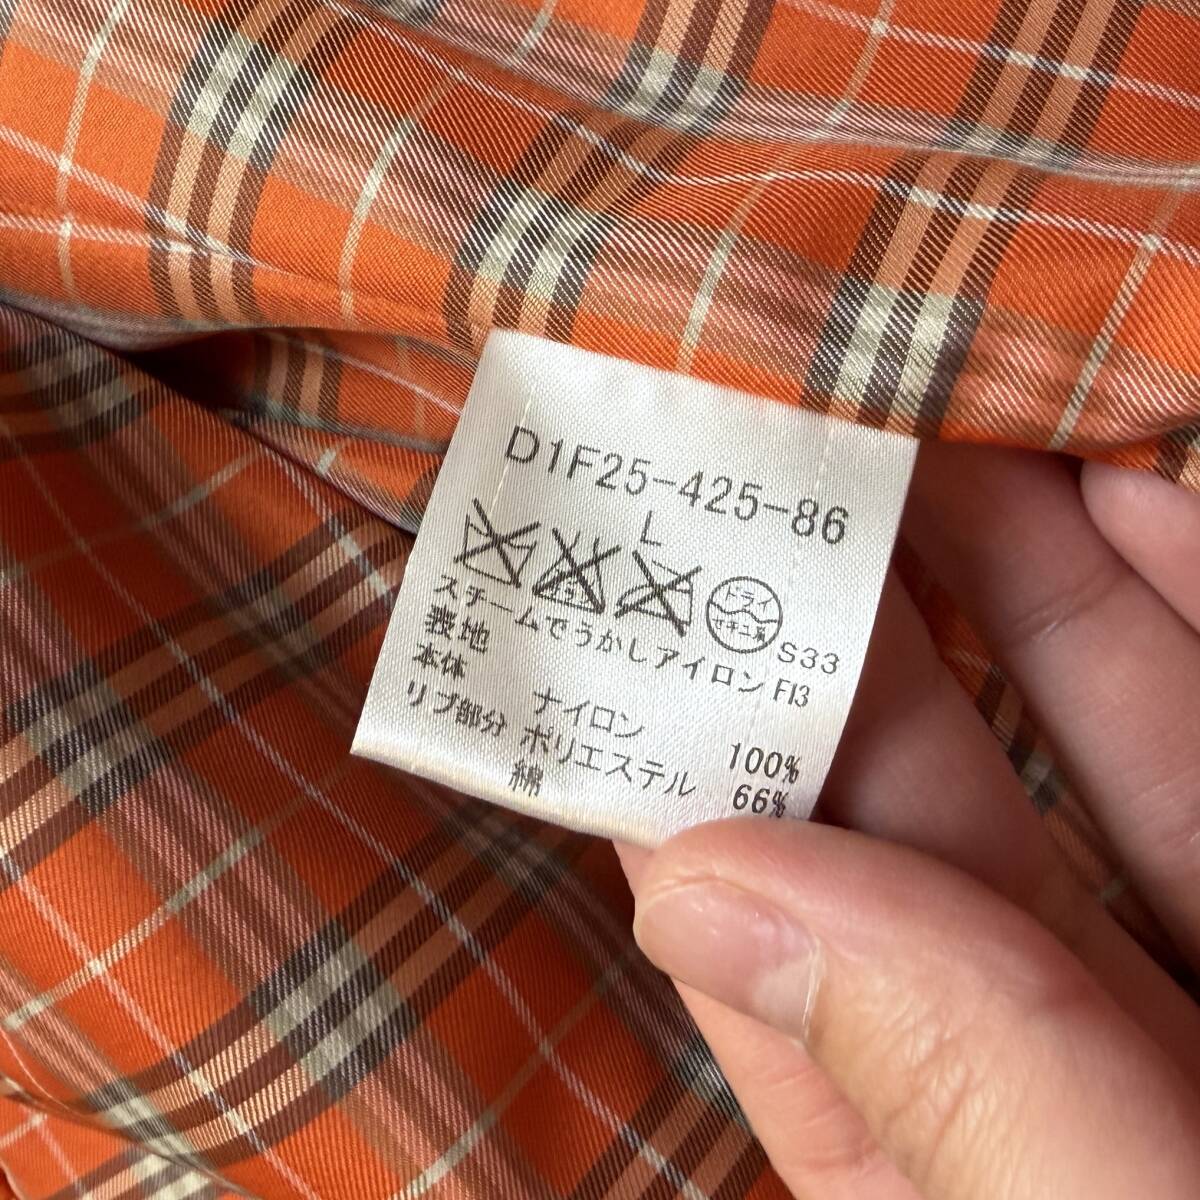 D1F25-425-86
L
ドライ
セキユ系
S33
スチームでうかしアイロン F13
表地
本体 ナイロン 100%
リブ部分 ポリエステル 66%
綿